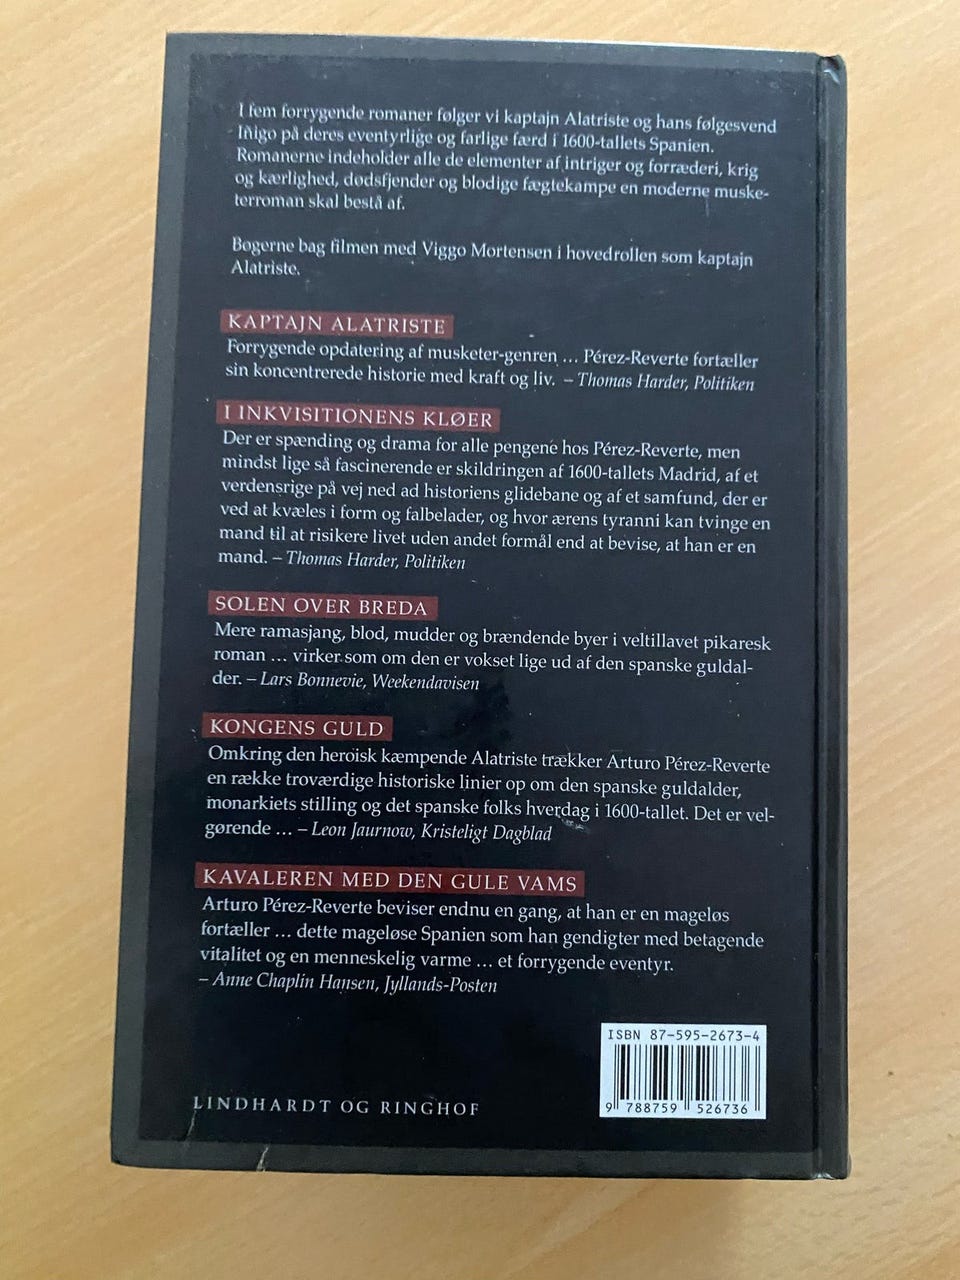 I fem forrygende romaner følger vi kaptajn Alatriste og hans følgesvend
Iñigo på deres eventyrlige og farlige færd i 1600-tallets Spanien.
Romanerne indeholder alle de elementer af intriger og forræderi, krig
og kærlighed, dødsfjender og blodige fægtekampe en moderne muske-
terroman skal bestå af.
Bøgerne bag filmen med Viggo Mortensen i hovedrollen som kaptajn
Alatriste.
KAPTAJN ALATRISTE
Forrygende opdatering af musketer-genren ... Pérez-Reverte fortæller
sin koncentrerede historie med kraft og liv. – Thomas Harder, Politiken
I INKVISITIONENS KLØER
Der er spænding og drama for alle pengene hos Pérez-Reverte, men
mindst lige så fascinerende er skildringen af 1600-tallets Madrid, af et
verdensrige på vej ned ad historiens glidebane og af et samfund, der er
ved at kvæles i form og falbelader, og hvor ærens tyranni kan tvinge en
mand til at risikere livet uden andet formål end at bevise, at han er en
mand. – Thomas Harder, Politiken
SOLEN OVER BREDA
Mere ramasjang, blod, mudder og brændende byer i veltillavet pikaresk
roman ... virker som om den er vokset lige ud af den spanske guldal-
der. – Lars Bonnevie, Weekendavisen
KONGENS GULD
Omkring den heroisk kæmpende Alatriste trækker Arturo Pérez-Reverte
en række troværdige historiske linier op om den spanske guldalder,
monarkiets stilling og det spanske folks hverdag i 1600-tallet. Det er vel-
gørende ... – Leon Jaurnow, Kristeligt Dagblad
KAVALEREN MED DEN GULE VAMS
Arturo Pérez-Reverte beviser endnu en gang, at han er en mageløs
fortæller ... dette mageløse Spanien som han gendigter med betagende
vitalitet og en menneskelig varme ... et forrygende eventyr.
– Anne Chaplin Hansen, Jyllands-Posten
ISBN 87-595-2673-4
9 788759 526736
LINDHARDT OG RINGHOF